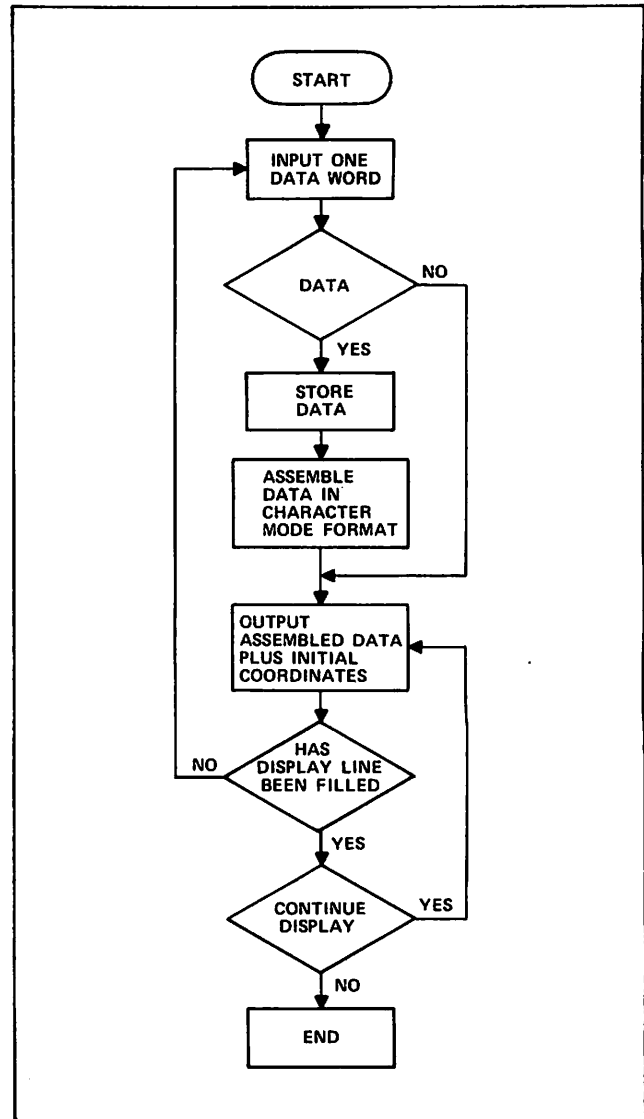 START
INPUT ONE
DATA WORD
DATA
NO
YES
STORE
DATA
ASSEMBLE
DATA IN
CHARACTER
MODE FORMAT
OUTPUT
ASSEMBLED DATA
PLUS INITIAL
COORDINATES
HAS
DISPLAY LINE
BEEN FILLED
NO
YES
CONTINUE
DISPLAY
YES
NO
END